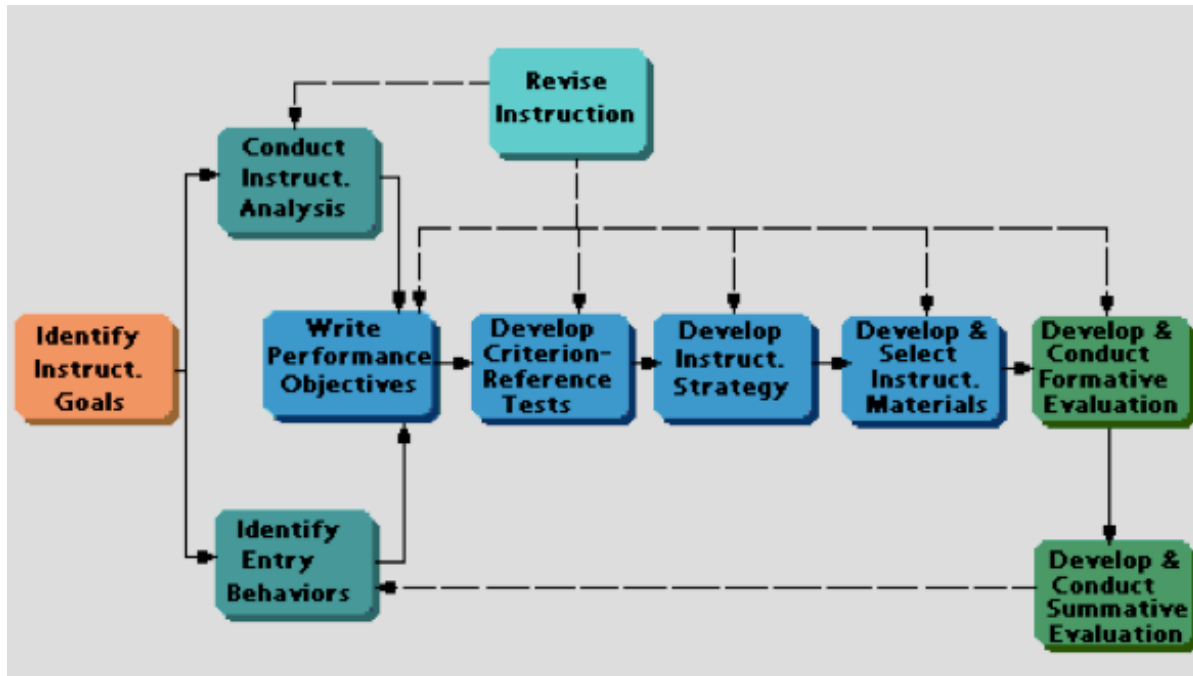 Revise
Instruction
Conduct
Instruct.
Analysis
Identify
Instruct.
Goals
Write
Performance
Objectives
Develop
Criterion-
Reference
Tests
Develop
Instruct.
Strategy
Develop &
Select
Instruct.
Materials
Develop &
Conduct
Formative
Evaluation
Identify
Entry
Behaviors
Develop &
Conduct
Summative
Evaluation